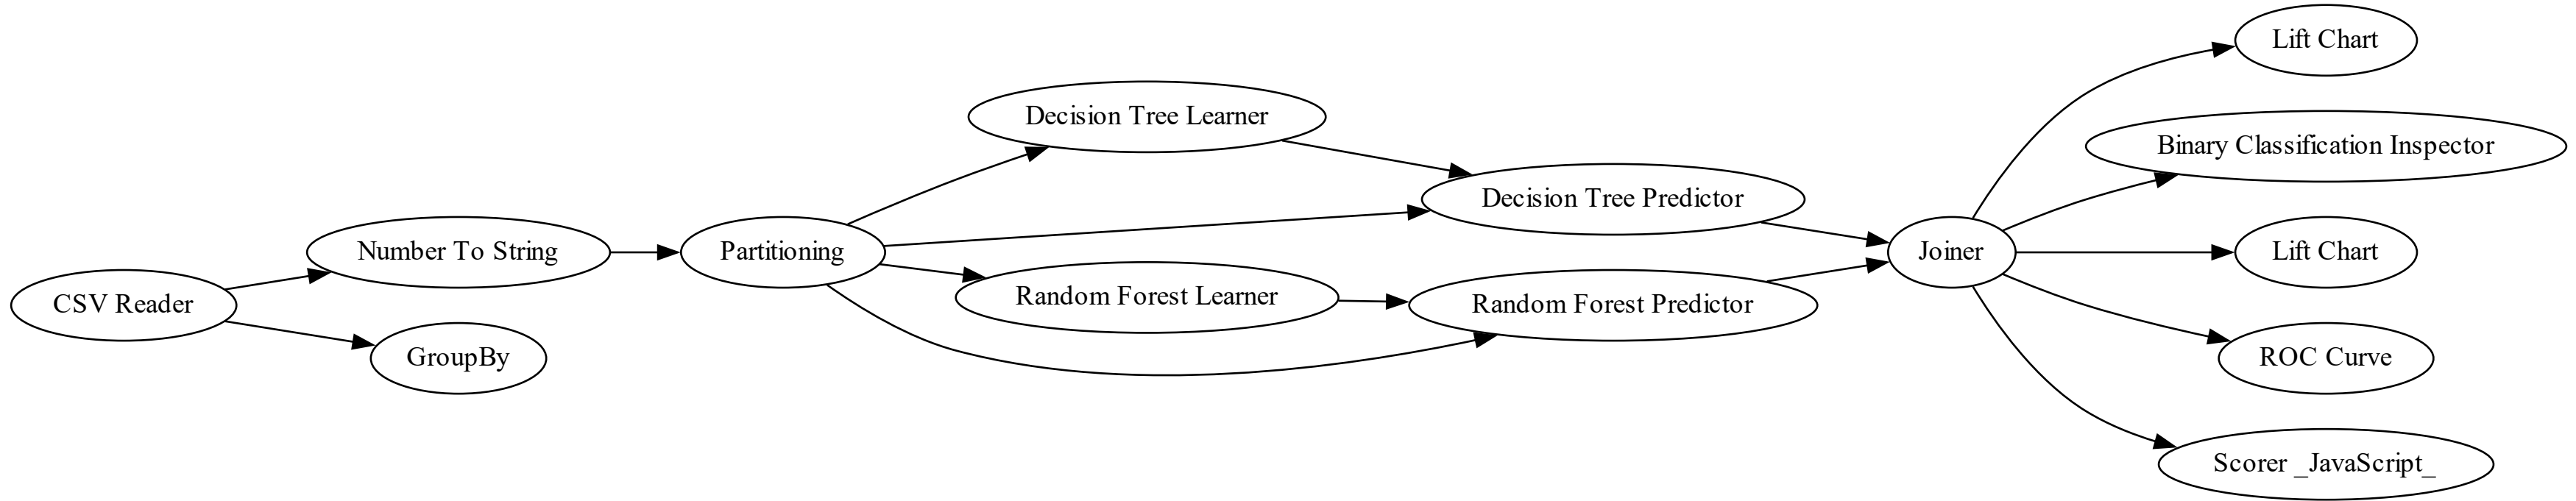 CSV Reader
Number To String
GroupBy
Partitioning
Decision Tree Learner
Random Forest Learner
Decision Tree Predictor
Random Forest Predictor
Joiner
Lift Chart
Binary Classification Inspector
Lift Chart
ROC Curve
Scorer _JavaScript_